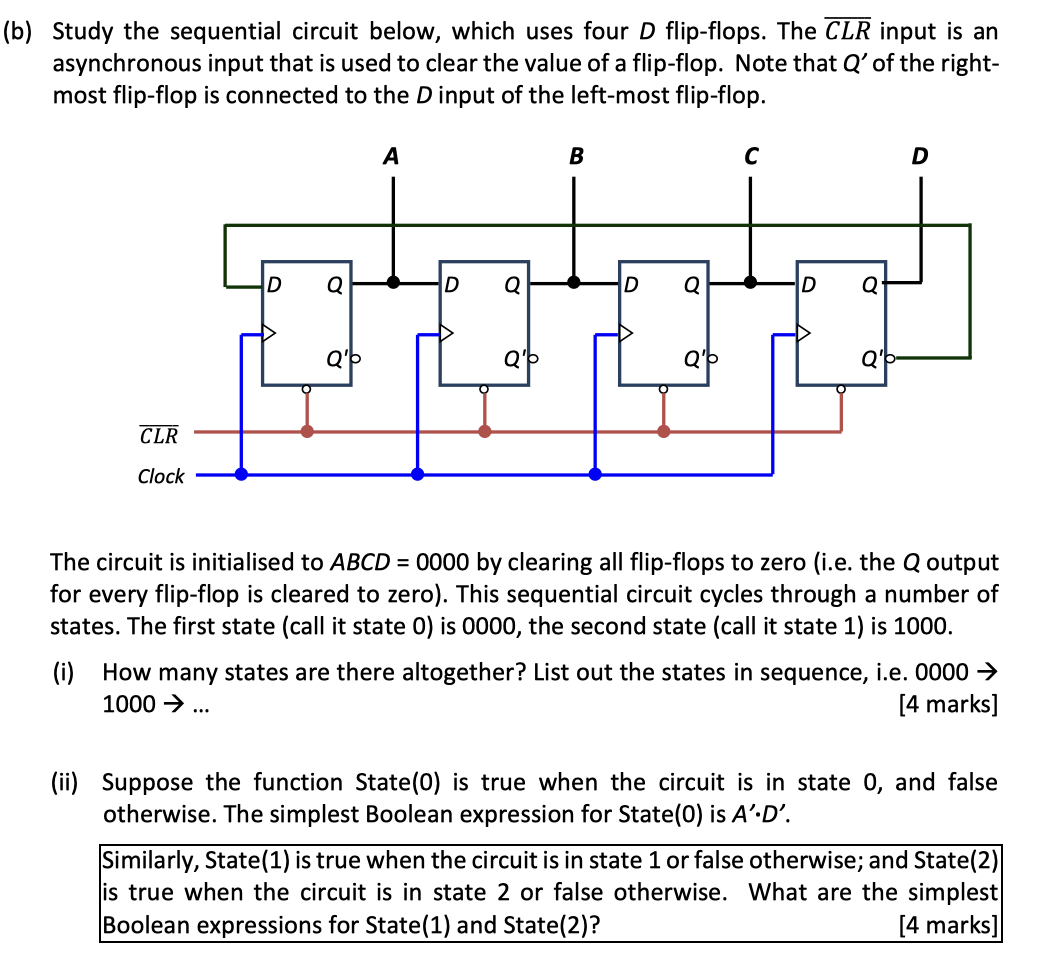 (b) Study the sequential circuit below, which uses four D flip-flops. The C̅L̅R̅ input is an
asynchronous input that is used to clear the value of a flip-flop. Note that Q’ of the right-
most flip-flop is connected to the D input of the left-most flip-flop.
A B C D
D Q D Q D Q D Q
Q' Q' Q' Q'
C̅L̅R̅
Clock
The circuit is initialised to ABCD = 0000 by clearing all flip-flops to zero (i.e. the Q output
for every flip-flop is cleared to zero). This sequential circuit cycles through a number of
states. The first state (call it state 0) is 0000, the second state (call it state 1) is 1000.
(i) How many states are there altogether? List out the states in sequence, i.e. 0000 →
1000 → ... [4 marks]
(ii) Suppose the function State(0) is true when the circuit is in state 0, and false
otherwise. The simplest Boolean expression for State(0) is A’·D’.
Similarly, State(1) is true when the circuit is in state 1 or false otherwise; and State(2)
is true when the circuit is in state 2 or false otherwise. What are the simplest
Boolean expressions for State(1) and State(2)? [4 marks]